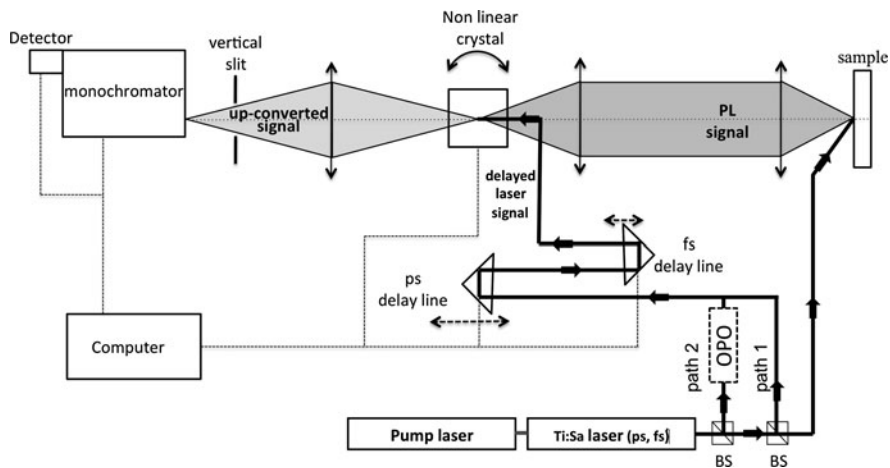 Detector
monochromator
vertical
slit
up-converted
signal
Non linear
crystal
PL
signal
sample
delayed
laser
signal
fs
delay line
ps
delay line
Computer
path 2
OPO
path 1
Pump laser
Ti:Sa laser (ps, fs)
BS
BS